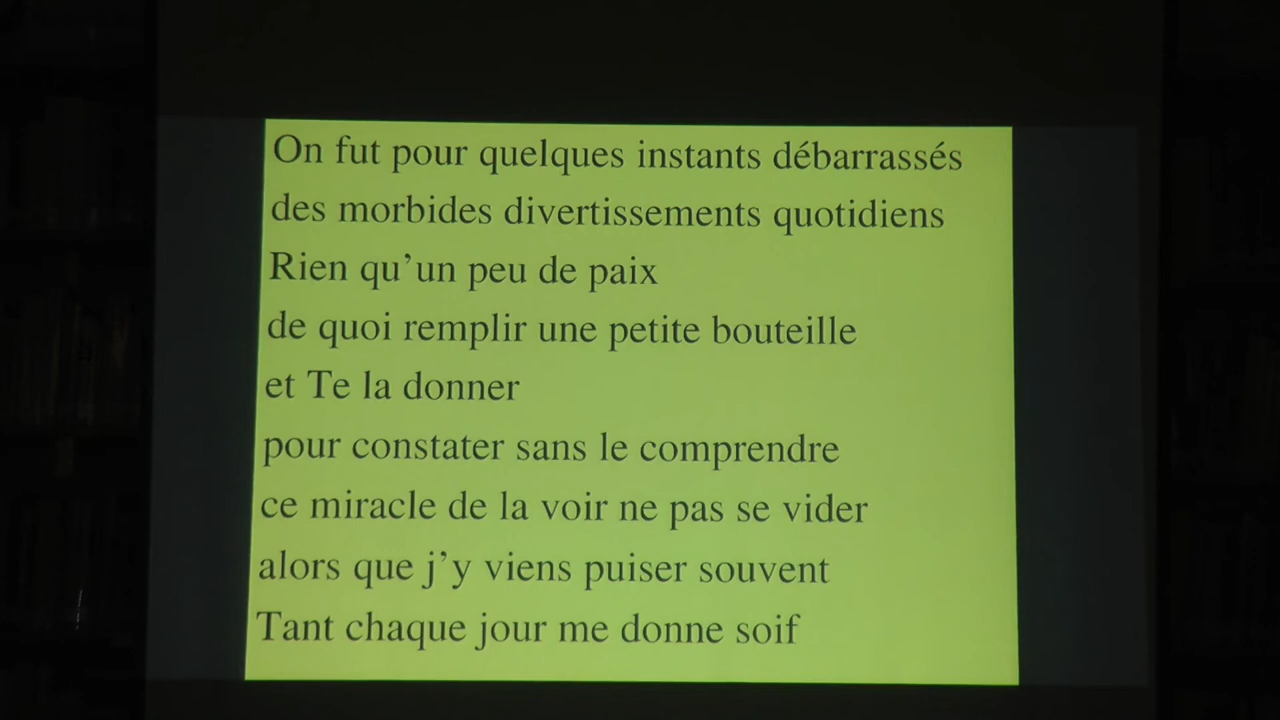 On fut pour quelques instants débarrassés
des morbides divertissements quotidiens
Rien qu’un peu de paix
de quoi remplir une petite bouteille
et Te la donner
pour constater sans le comprendre
ce miracle de la voir ne pas se vider
alors que j’y viens puiser souvent
Tant chaque jour me donne soif